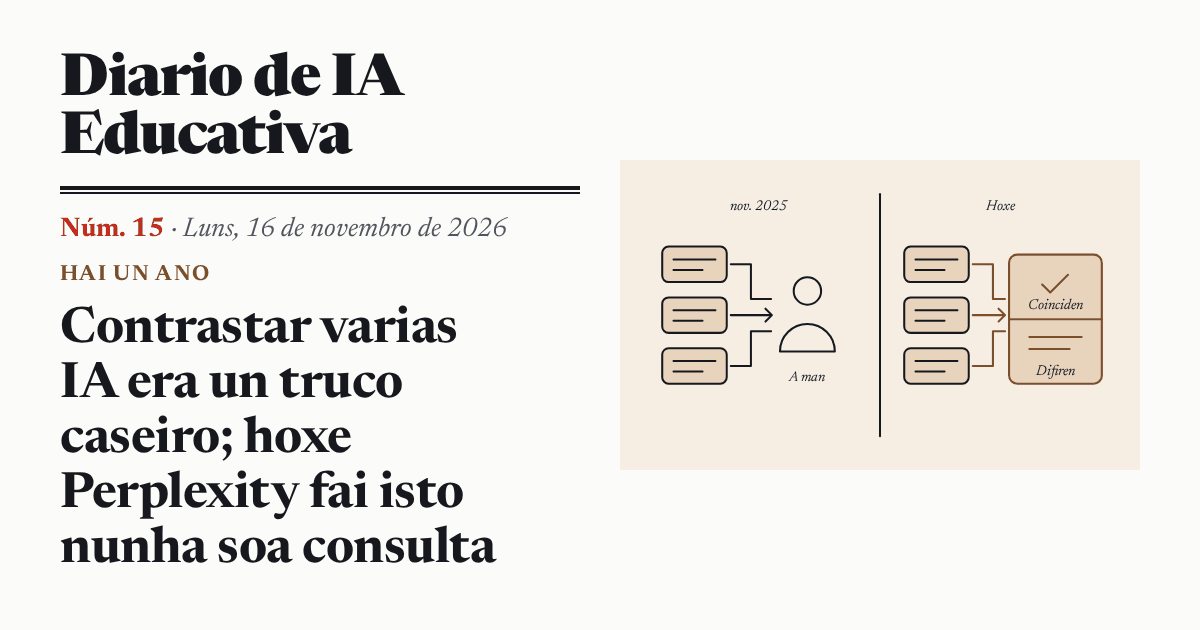 Diario de IA
Educativa
Núm. 15 · Luns, 16 de novembro de 2026
HAI UN ANO
Contrastar varias
IA era un truco
caseiro; hoxe
Perplexity fai isto
nunha soa consulta
nov. 2025
A man
Hoxe
Coinciden
Difiren